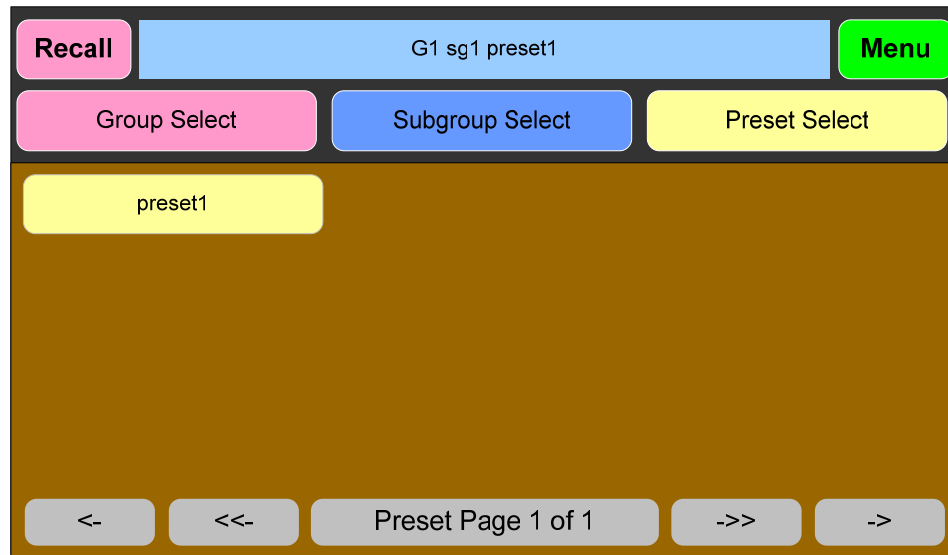 Recall
G1 sg1 preset1
Menu
Group Select
Subgroup Select
Preset Select
preset1
<-
<<-
Preset Page 1 of 1
->>
->